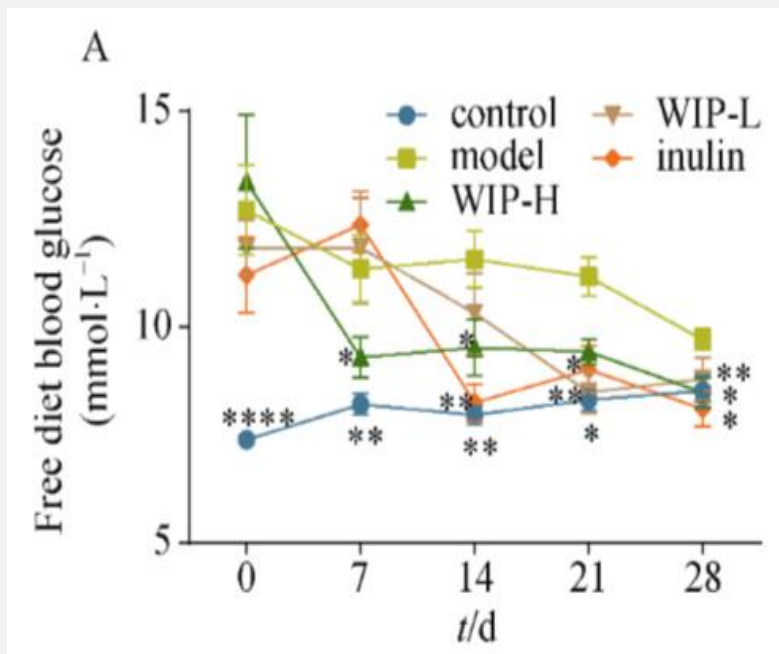 A
Free diet blood glucose
(mmol·L⁻¹)
15
10
5
control
model
WIP-H
WIP-L
inulin
****
*
**
*
**
**
*
**
*
**
*
*
0 7 14 21 28
t/d